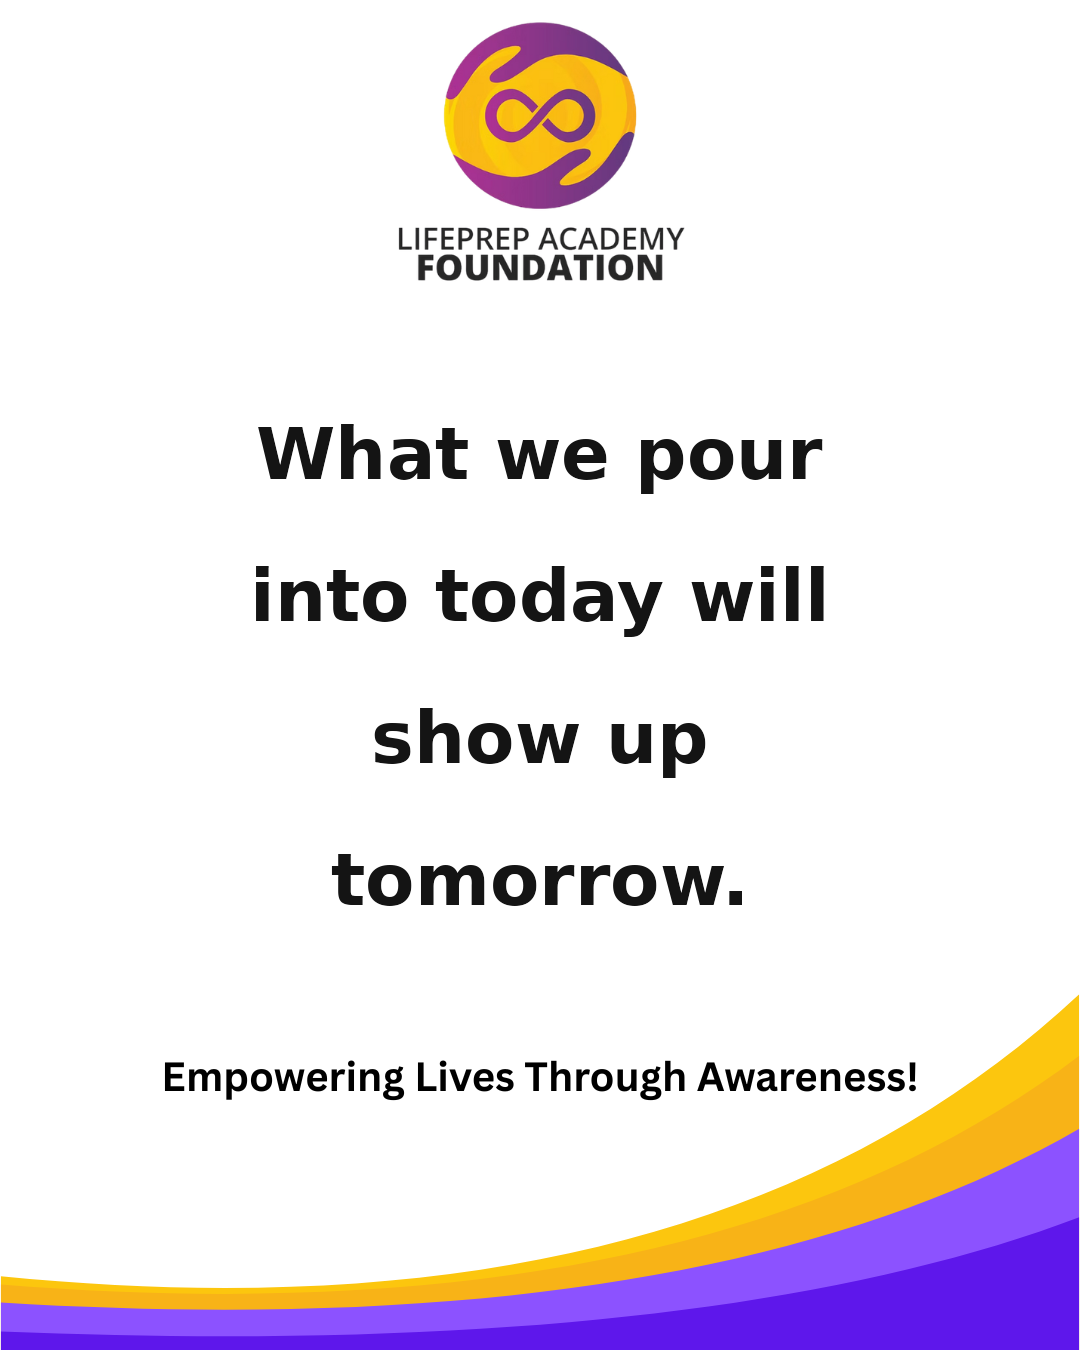 LIFEPREP ACADEMY
FOUNDATION
What we pour
into today will
show up
tomorrow.
Empowering Lives Through Awareness!